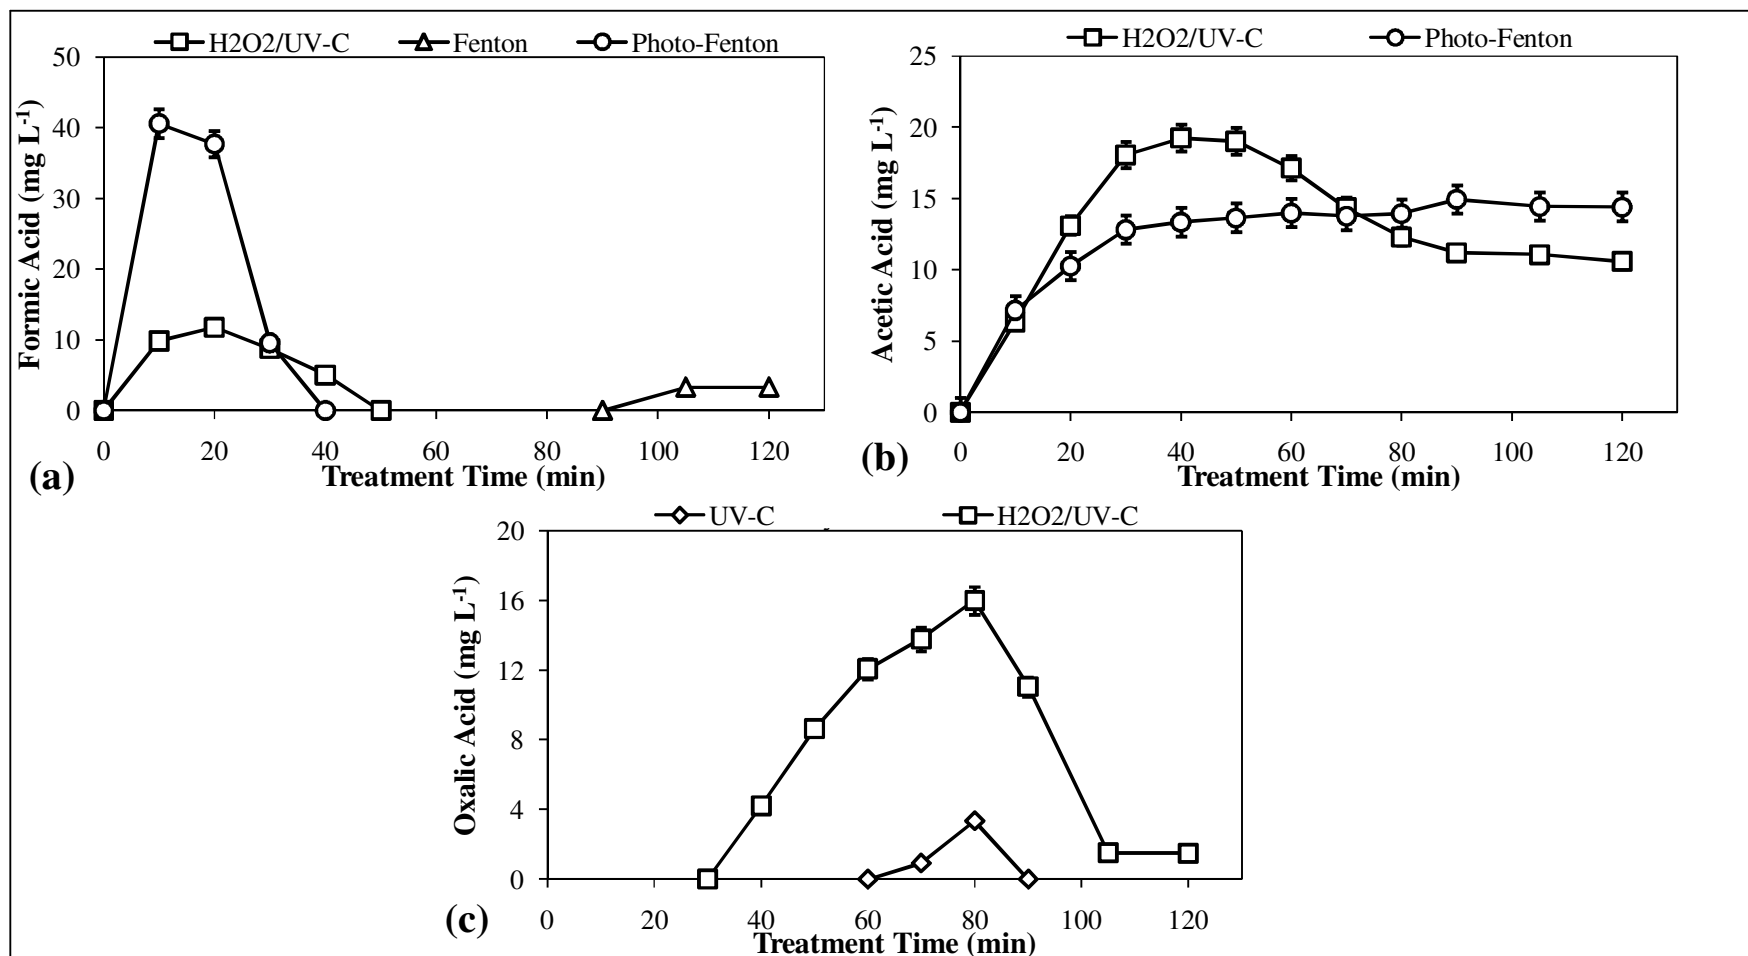 H2O2/UV-C Fenton Photo-Fenton
50
40
30
20
10
0
Formic Acid (mg L-1)
0 20 40 60 80 100 120
Treatment Time (min)
(a)
H2O2/UV-C Photo-Fenton
25
20
15
10
5
0
Acetic Acid (mg L-1)
0 20 40 60 80 100 120
Treatment Time (min)
(b)
UV-C H2O2/UV-C
20
16
12
8
4
0
Oxalic Acid (mg L-1)
0 20 40 60 80 100 120
Treatment Time (min)
(c)